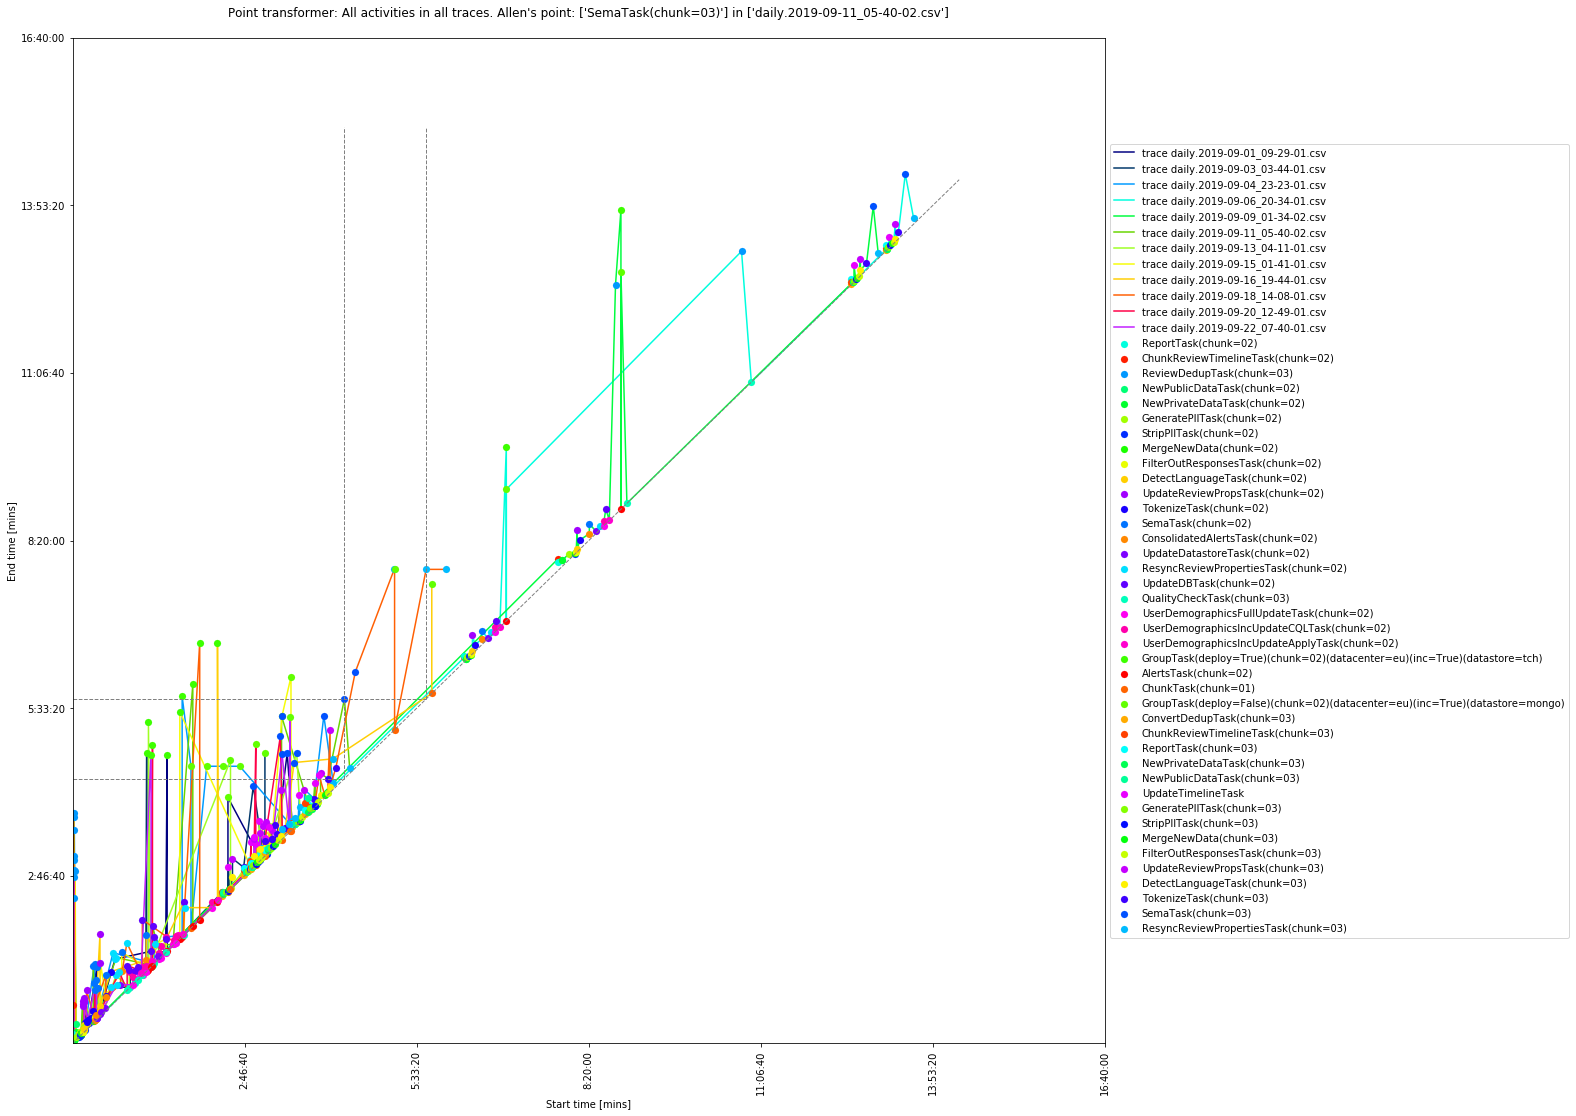 Point transformer: All activities in all traces. Allen's point: ['SemaTask(chunk=03)'] in ['daily.2019-09-11_05-40-02.csv']
16:40:00
13:53:20
11:06:40
8:20:00
5:33:20
2:46:40
End time [mins]
2:46:40
5:33:20
8:20:00
11:06:40
13:53:20
16:40:00
Start time [mins]
trace daily.2019-09-01_09-29-01.csv
trace daily.2019-09-03_03-44-01.csv
trace daily.2019-09-04_23-23-01.csv
trace daily.2019-09-06_20-34-01.csv
trace daily.2019-09-09_01-34-02.csv
trace daily.2019-09-11_05-40-02.csv
trace daily.2019-09-13_04-11-01.csv
trace daily.2019-09-15_01-41-01.csv
trace daily.2019-09-16_19-44-01.csv
trace daily.2019-09-18_14-08-01.csv
trace daily.2019-09-20_12-49-01.csv
trace daily.2019-09-22_07-40-01.csv
ReportTask(chunk=02)
ChunkReviewTimelineTask(chunk=02)
ReviewDedupTask(chunk=03)
NewPublicDataTask(chunk=02)
NewPrivateDataTask(chunk=02)
GeneratePIITask(chunk=02)
StripPIITask(chunk=02)
MergeNewData(chunk=02)
FilterOutResponsesTask(chunk=02)
DetectLanguageTask(chunk=02)
UpdateReviewPropsTask(chunk=02)
TokenizeTask(chunk=02)
SemaTask(chunk=02)
ConsolidatedAlertsTask(chunk=02)
UpdateDatastoreTask(chunk=02)
ResyncReviewPropertiesTask(chunk=02)
UpdateDBTask(chunk=02)
QualityCheckTask(chunk=03)
UserDemographicsFullUpdateTask(chunk=02)
UserDemographicsIncUpdateCQLTask(chunk=02)
UserDemographicsIncUpdateApplyTask(chunk=02)
GroupTask(deploy=True)(chunk=02)(datacenter=eu)(inc=True)(datastore=tch)
AlertsTask(chunk=02)
ChunkTask(chunk=01)
GroupTask(deploy=False)(chunk=02)(datacenter=eu)(inc=True)(datastore=mongo)
ConvertDedupTask(chunk=03)
ChunkReviewTimelineTask(chunk=03)
ReportTask(chunk=03)
NewPrivateDataTask(chunk=03)
NewPublicDataTask(chunk=03)
UpdateTimelineTask
GeneratePIITask(chunk=03)
StripPIITask(chunk=03)
MergeNewData(chunk=03)
FilterOutResponsesTask(chunk=03)
UpdateReviewPropsTask(chunk=03)
DetectLanguageTask(chunk=03)
TokenizeTask(chunk=03)
SemaTask(chunk=03)
ResyncReviewPropertiesTask(chunk=03)